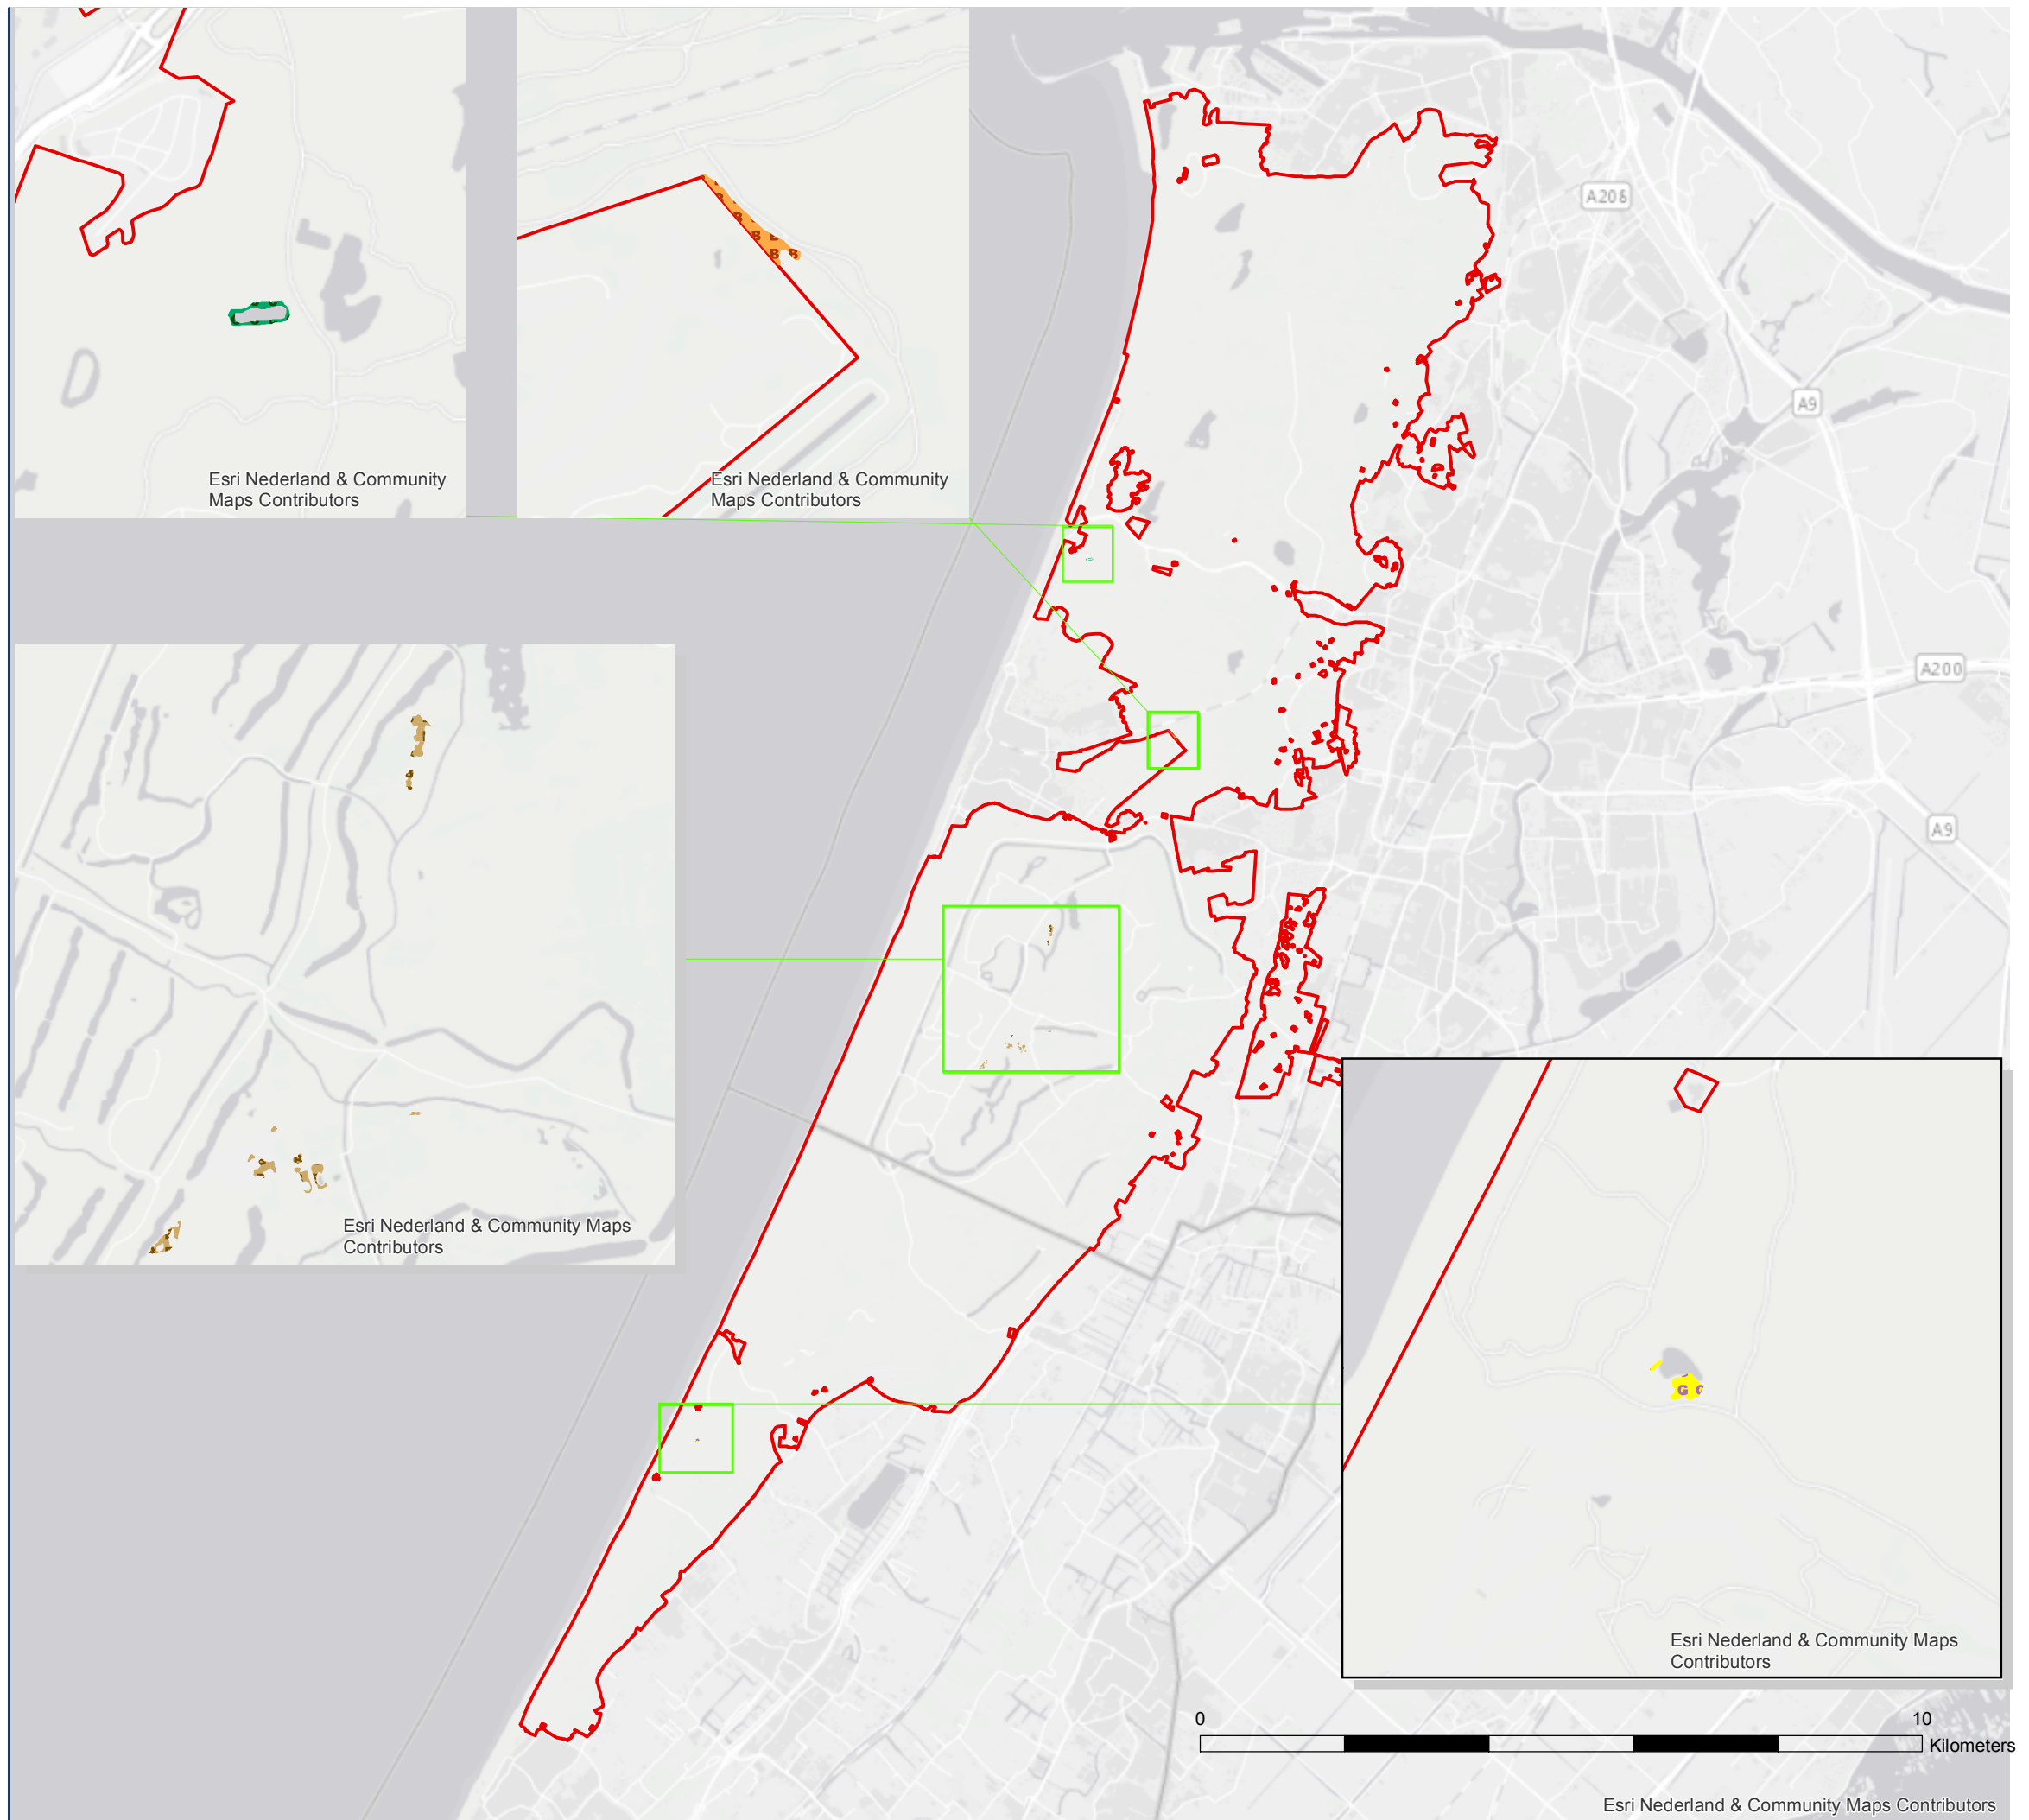 Esri Nederland & Community
Maps Contributors
B
B
B
B
B
Esri Nederland & Community
Maps Contributors
A208
A9
A200
A9
Esri Nederland & Community Maps
Contributors
G G
Esri Nederland & Community Maps
Contributors
0 10
Kilometers
Esri Nederland & Community Maps Contributors